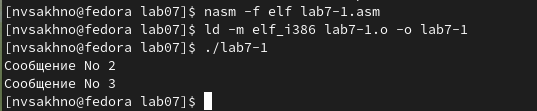 [nvsakhno@fedora lab07]$ nasm -f elf lab7-1.asm
[nvsakhno@fedora lab07]$ ld -m elf_i386 lab7-1.o -o lab7-1
[nvsakhno@fedora lab07]$ ./lab7-1
Сообщение No 2
Сообщение No 3
[nvsakhno@fedora lab07]$